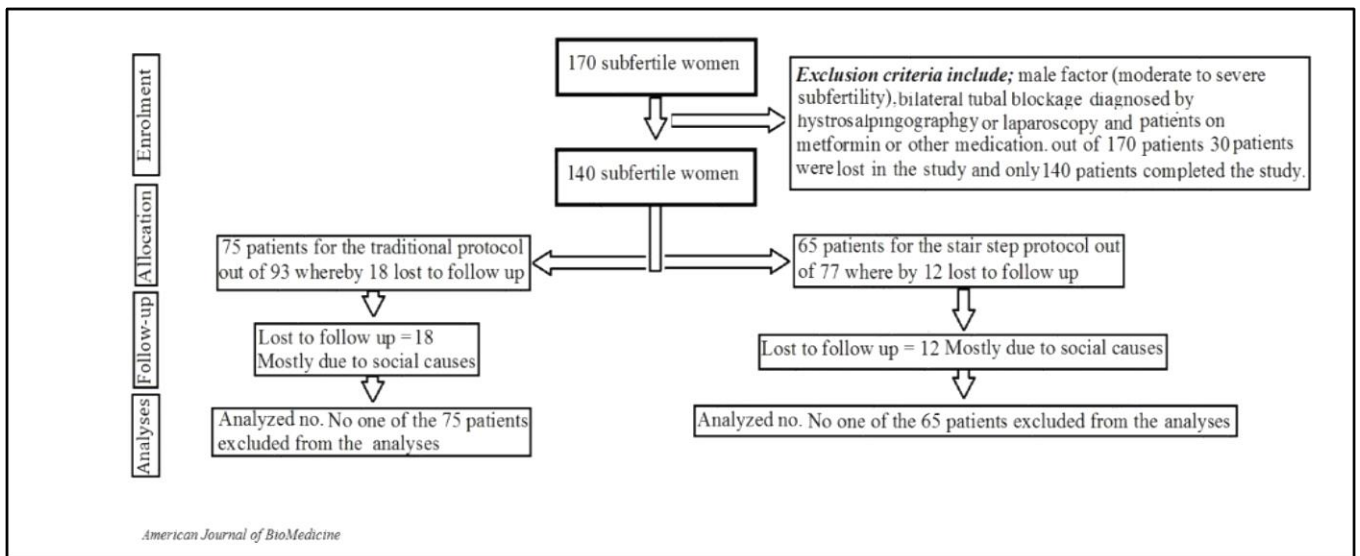 Enrolment
170 subfertile women
Exclusion criteria include; male factor (moderate to severe
subfertility), bilateral tubal blockage diagnosed by
hystrosalpingographgy or laparoscopy and patients on
metformin or other medication. out of 170 patients 30 patients
were lost in the study and only 140 patients completed the study.
140 subfertile women
Allocation
75 patients for the traditional protocol
out of 93 whereby 18 lost to follow up
65 patients for the stair step protocol out
of 77 where by 12 lost to follow up
Follow-up
Lost to follow up = 18
Mostly due to social causes
Lost to follow up = 12 Mostly due to social causes
Analyses
Analyzed no. No one of the 75 patients
excluded from the analyses
Analyzed no. No one of the 65 patients excluded from the analyses
American Journal of BioMedicine